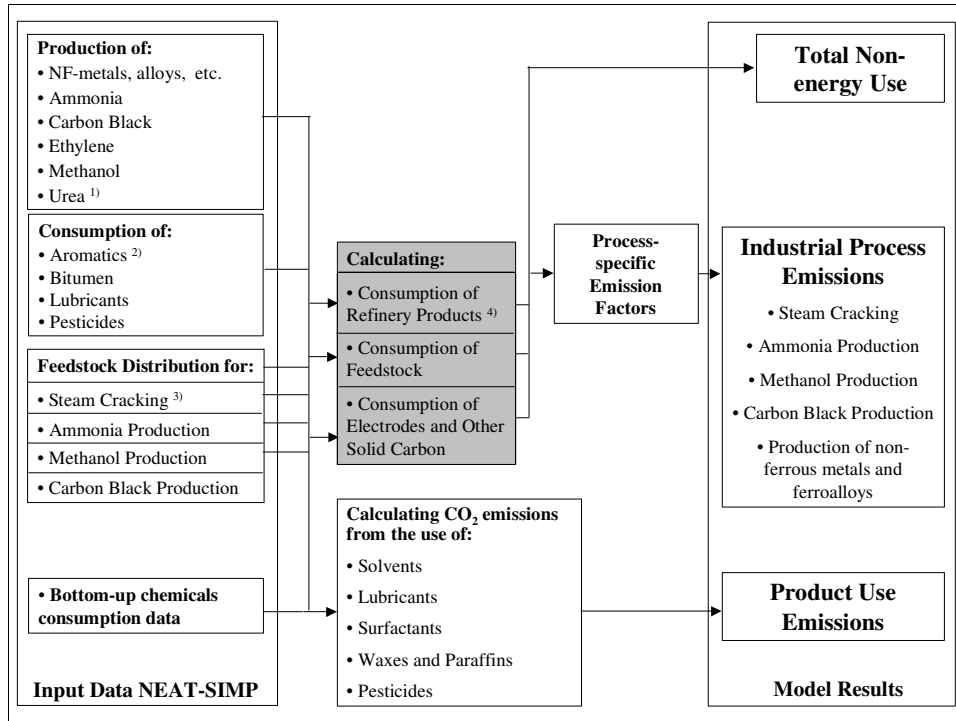 Production of:
• NF-metals, alloys, etc.
• Ammonia
• Carbon Black
• Ethylene
• Methanol
• Urea 1)
Consumption of:
• Aromatics 2)
• Bitumen
• Lubricants
• Pesticides
Feedstock Distribution for:
• Steam Cracking 3)
• Ammonia Production
• Methanol Production
• Carbon Black Production
• Bottom-up chemicals
consumption data
Input Data NEAT-SIMP
Calculating:
• Consumption of
Refinery Products 4)
• Consumption of
Feedstock
• Consumption of
Electrodes and Other
Solid Carbon
Calculating CO2 emissions
from the use of:
• Solvents
• Lubricants
• Surfactants
• Waxes and Paraffins
• Pesticides
Process-
specific
Emission
Factors
Total Non-
energy Use
Industrial Process
Emissions
• Steam Cracking
• Ammonia Production
• Methanol Production
• Carbon Black Production
• Production of non-
ferrous metals and
ferroalloys
Product Use
Emissions
Model Results